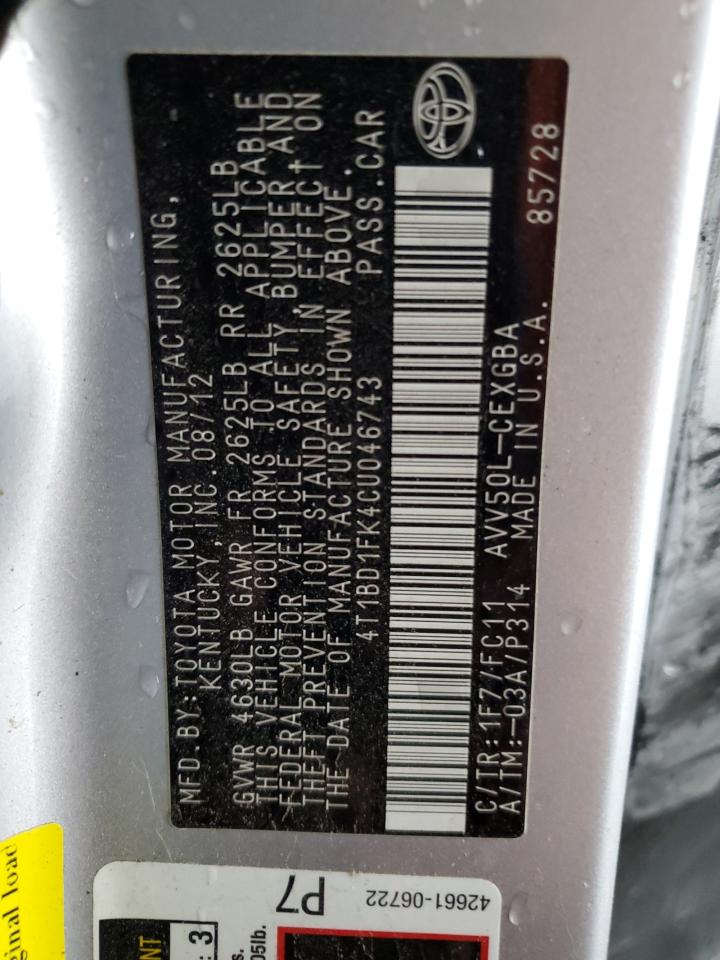 MFD.BY:TOYOTA MOTOR MANUFACTURING,
KENTUCKY, INC.08/12
GVWR 4630LB GAWR FR 2625LB RR 2625LB
THIS VEHICLE CONFORMS TO ALL APPLICABLE
FEDERAL MOTOR VEHICLE SAFETY, BUMPER AND
THEFT PREVENTION STANDARDS IN EFFECT ON
THE DATE OF MANUFACTURE SHOWN ABOVE.
4T1BD1FK4CU046743 PASS.CAR
C/TR:1F7/FC11 AVV50L-CEXGBA
A/TM:-03A/P314 MADE IN U.S.A. 85728
P7
42661-06722
load
05lb.
3